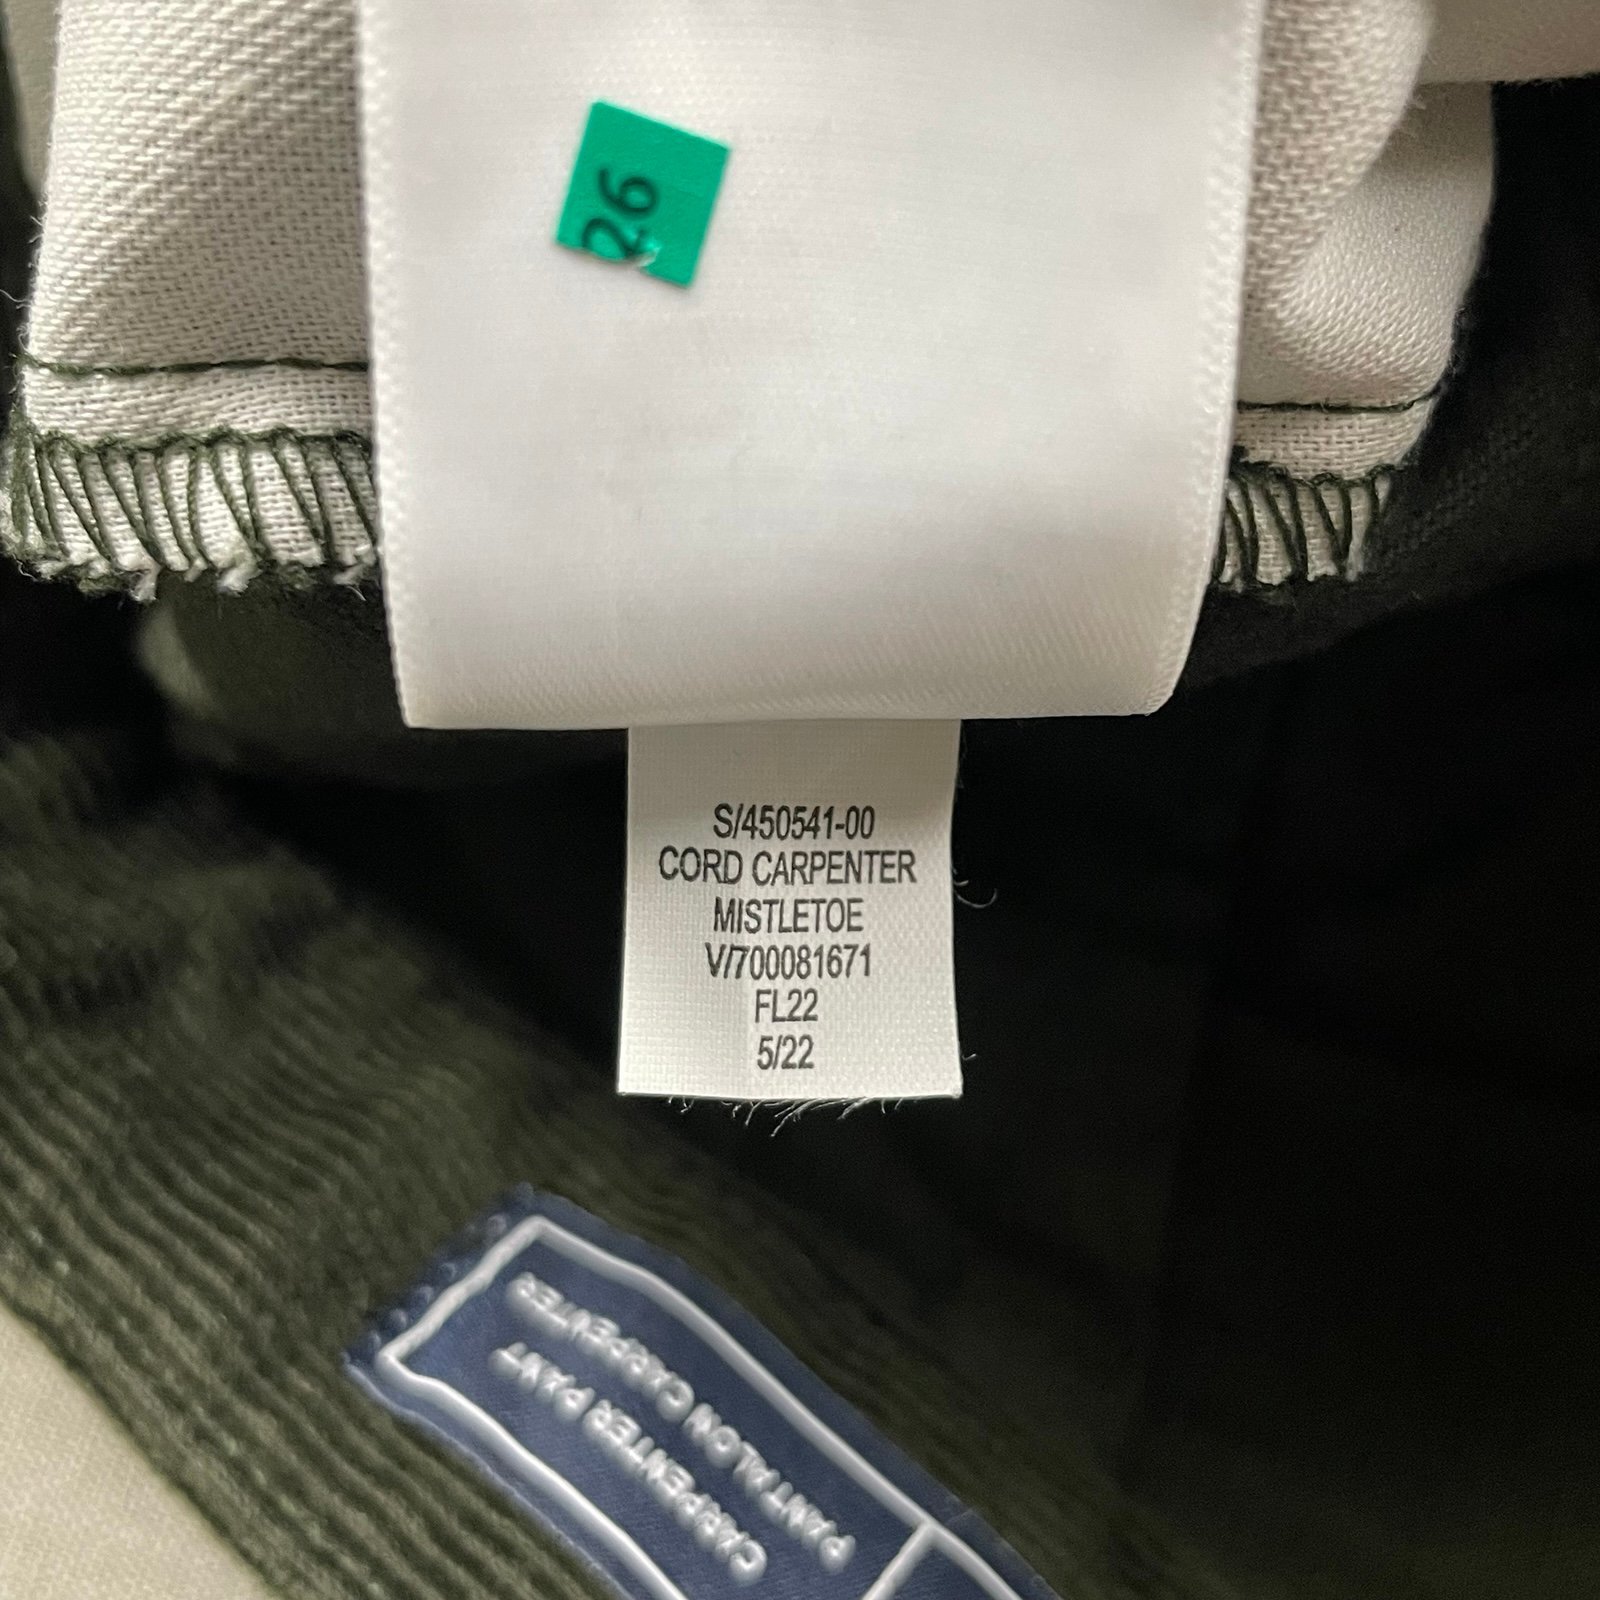 26
S/450541-00
CORD CARPENTER
MISTLETOE
V/700081671
FL22
5/22
CARPENTER PANT
PANTALON CARPENTER